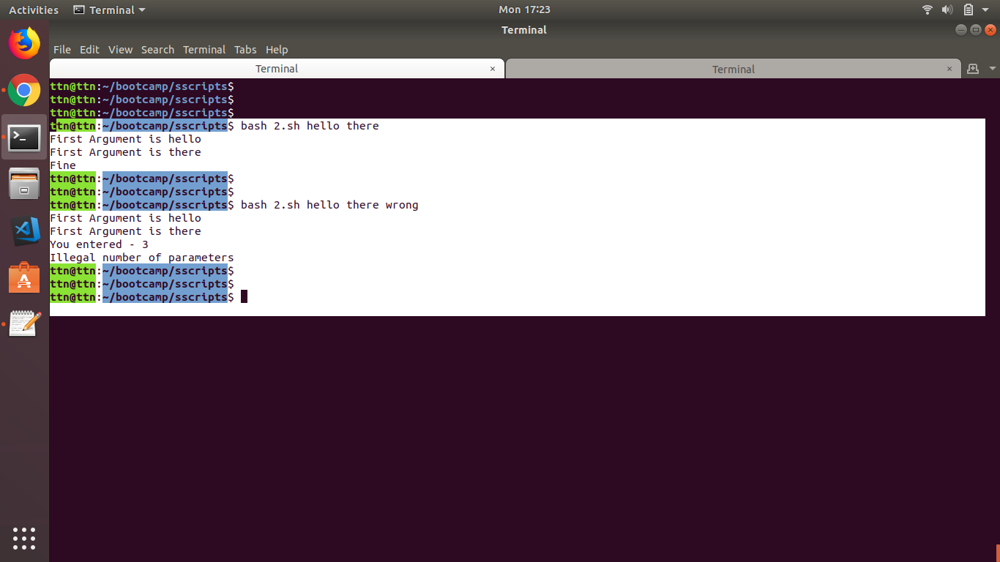 Activities Terminal Mon 17:23
Terminal
File Edit View Search Terminal Tabs Help
Terminal × Terminal ×
ttn@ttn:~/bootcamp/sscripts$
ttn@ttn:~/bootcamp/sscripts$
ttn@ttn:~/bootcamp/sscripts$
ttn@ttn:~/bootcamp/sscripts$ bash 2.sh hello there
First Argument is hello
First Argument is there
Fine
ttn@ttn:~/bootcamp/sscripts$
ttn@ttn:~/bootcamp/sscripts$
ttn@ttn:~/bootcamp/sscripts$ bash 2.sh hello there wrong
First Argument is hello
First Argument is there
You entered - 3
Illegal number of parameters
ttn@ttn:~/bootcamp/sscripts$
ttn@ttn:~/bootcamp/sscripts$
ttn@ttn:~/bootcamp/sscripts$